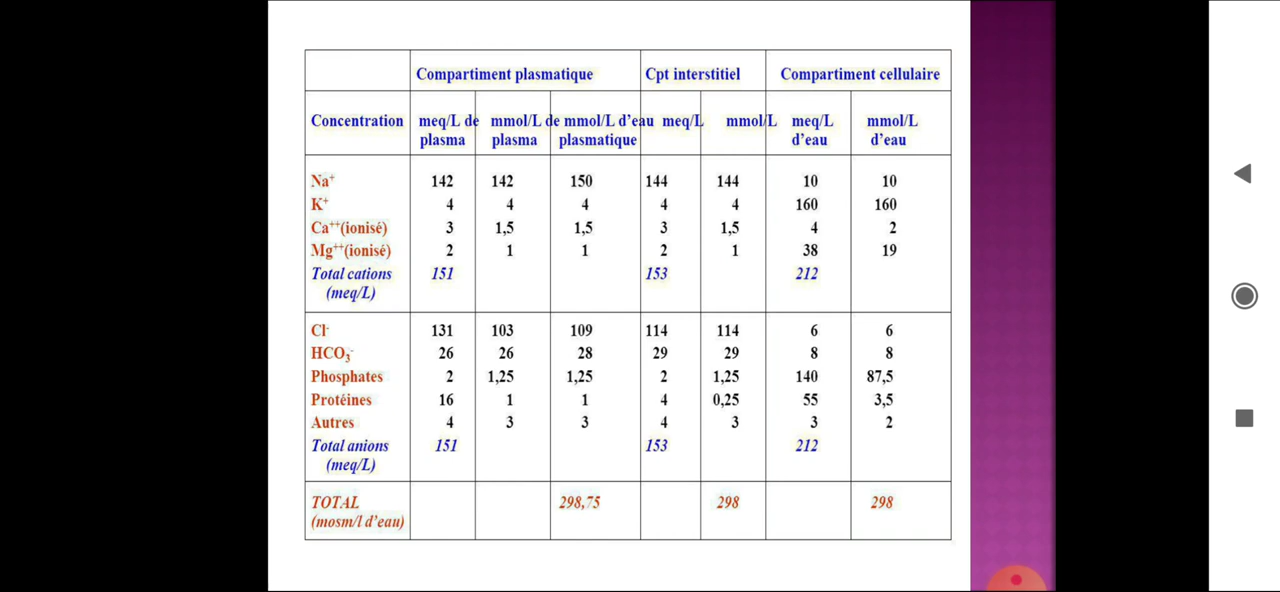 Compartiment plasmatique Cpt interstitiel Compartiment cellulaire
Concentration meq/L de mmol/L de mmol/L d'eau meq/L mmol/L meq/L mmol/L
plasma plasma plasmatique d'eau d'eau
Na+ 142 142 150 144 144 10 10
K+ 4 4 4 4 4 160 160
Ca++(ionisé) 3 1,5 1,5 3 1,5 4 2
Mg++(ionisé) 2 1 1 2 1 38 19
Total cations 151 153 212
(meq/L)
Cl- 131 103 109 114 114 6 6
HCO3- 26 26 28 29 29 8 8
Phosphates 2 1,25 1,25 2 1,25 140 87,5
Protéines 16 1 1 4 0,25 55 3,5
Autres 4 3 3 4 3 3 2
Total anions 151 153 212
(meq/L)
TOTAL 298,75 298 298
(mosm/l d'eau)